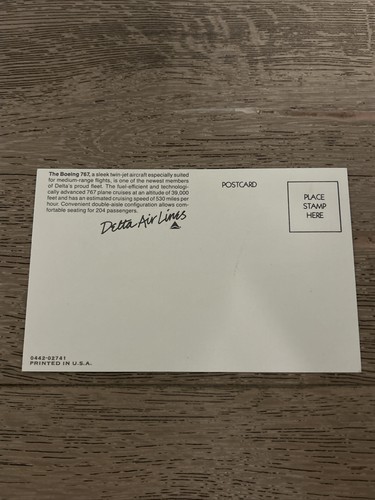 The Boeing 767, a sleek twin-jet aircraft especially suited
for medium-range flights, is one of the newest members
of Delta's proud fleet. The fuel-efficient and technologi-
cally advanced 767 plane cruises at an altitude of 39,000
feet and has an estimated cruising speed of 530 miles per
hour. Convenient double-aisle configuration allows com-
fortable seating for 204 passengers.
Delta Air Lines
POSTCARD
PLACE
STAMP
HERE
0442-02741
PRINTED IN U.S.A.